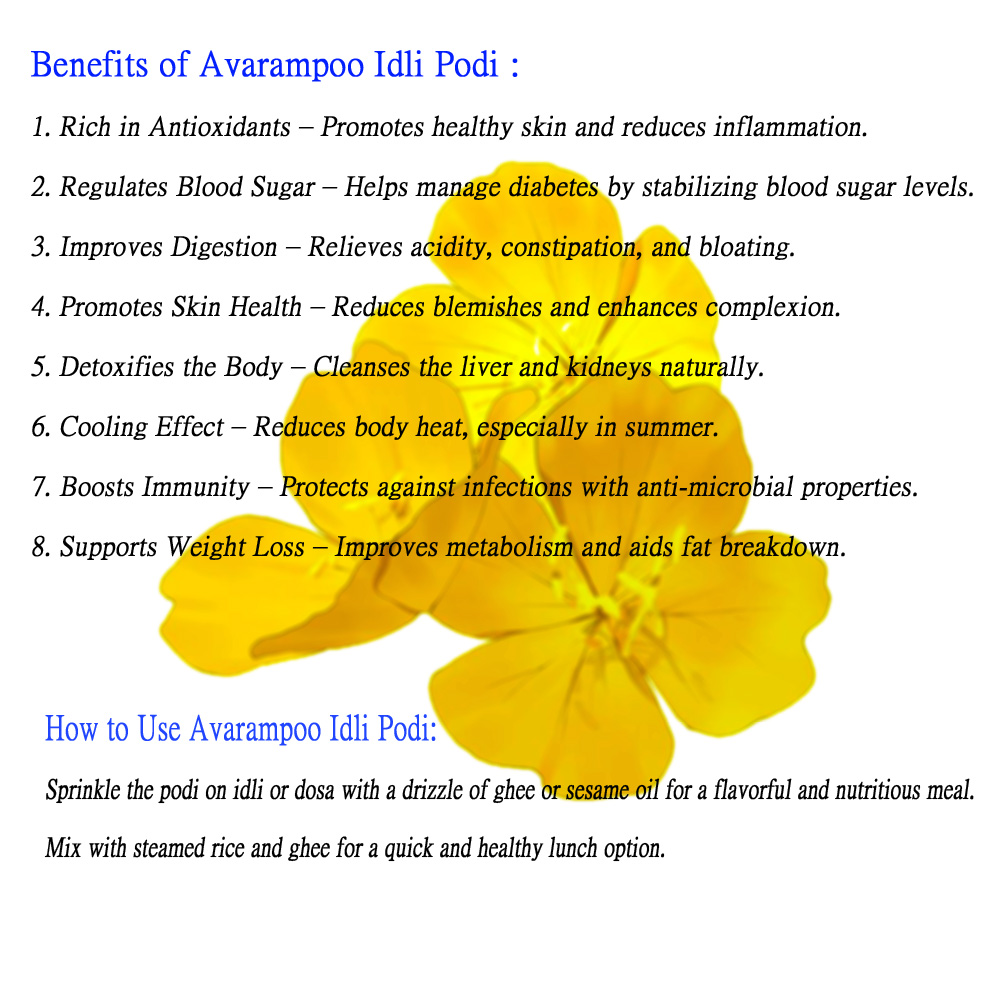 Benefits of Avarampoo Idli Podi :
1. Rich in Antioxidants – Promotes healthy skin and reduces inflammation.
2. Regulates Blood Sugar – Helps manage diabetes by stabilizing blood sugar levels.
3. Improves Digestion – Relieves acidity, constipation, and bloating.
4. Promotes Skin Health – Reduces blemishes and enhances complexion.
5. Detoxifies the Body – Cleanses the liver and kidneys naturally.
6. Cooling Effect – Reduces body heat, especially in summer.
7. Boosts Immunity – Protects against infections with anti-microbial properties.
8. Supports Weight Loss – Improves metabolism and aids fat breakdown.
How to Use Avarampoo Idli Podi:
Sprinkle the podi on idli or dosa with a drizzle of ghee or sesame oil for a flavorful and nutritious meal.
Mix with steamed rice and ghee for a quick and healthy lunch option.